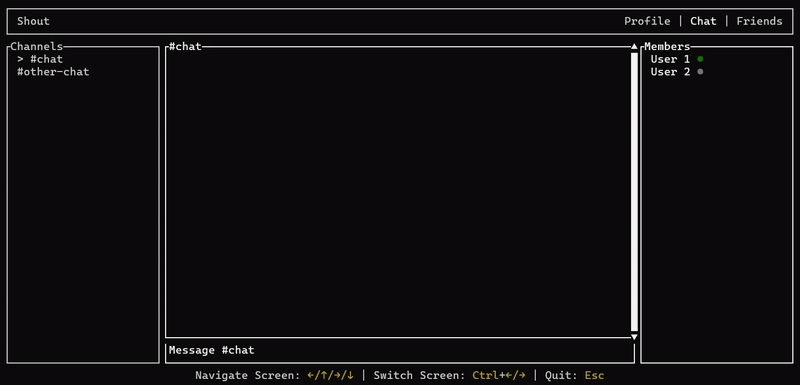 Shout
Profile | Chat | Friends
Channels
> #chat
#other-chat
#chat
Message #chat
Members
User 1
User 2
Navigate Screen: ←/↑/→/↓ | Switch Screen: Ctrl+←/→ | Quit: Esc